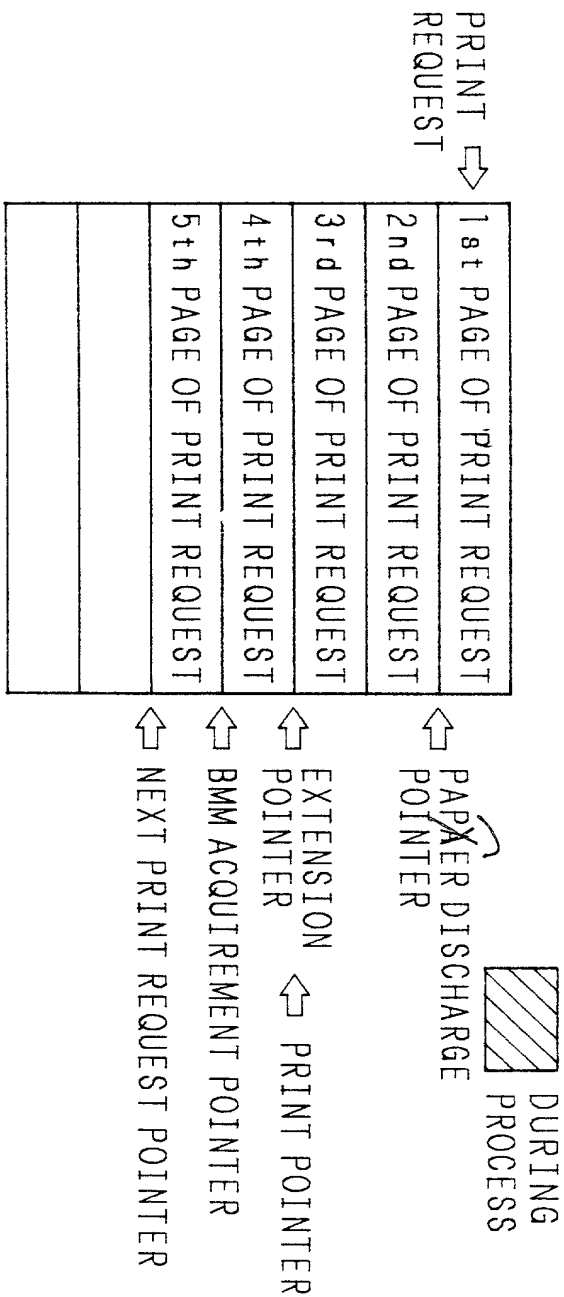 DURING
PROCESS
PRINT
REQUEST
1st PAGE OF PRINT REQUEST
2nd PAGE OF PRINT REQUEST
3rd PAGE OF PRINT REQUEST
4th PAGE OF PRINT REQUEST
5th PAGE OF PRINT REQUEST
PAPXER DISCHARGE
POINTER
EXTENSION
POINTER
PRINT POINTER
BMM ACQUIREMENT POINTER
NEXT PRINT REQUEST POINTER